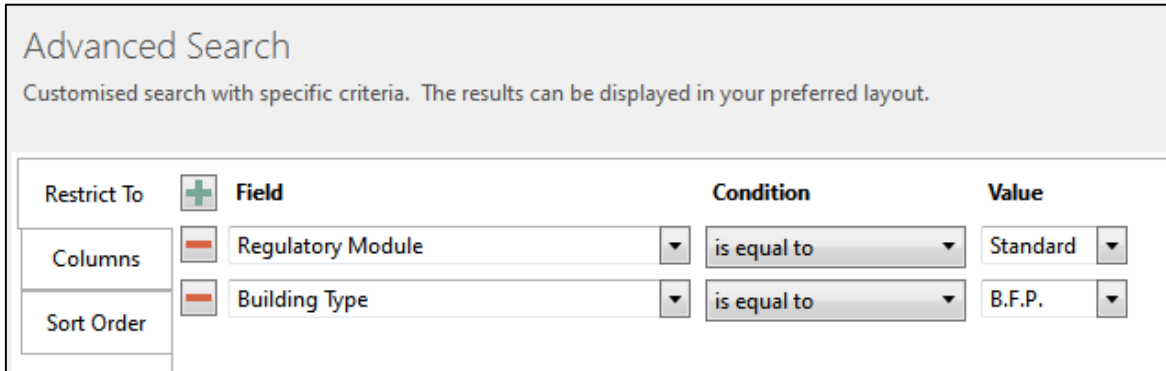 Advanced Search
Customised search with specific criteria.  The results can be displayed in your preferred layout.
Restrict To Field Condition Value
Regulatory Module is equal to Standard
Columns
Building Type is equal to B.F.P.
Sort Order